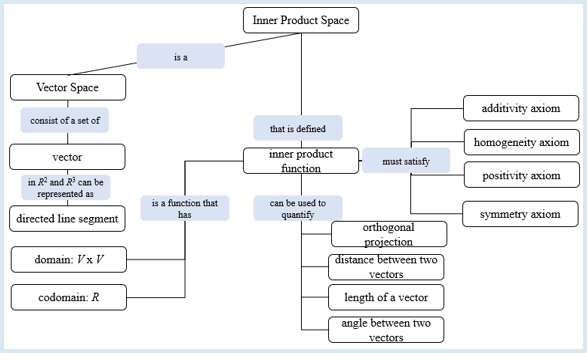 Inner Product Space
is a
Vector Space
consist of a set of
vector
in R² and R³ can be
represented as
directed line segment
domain: V x V
codomain: R
is a function that
has
that is defined
inner product
function
can be used to
quantify
orthogonal
projection
distance between two
vectors
length of a vector
angle between two
vectors
must satisfy
additivity axiom
homogeneity axiom
positivity axiom
symmetry axiom